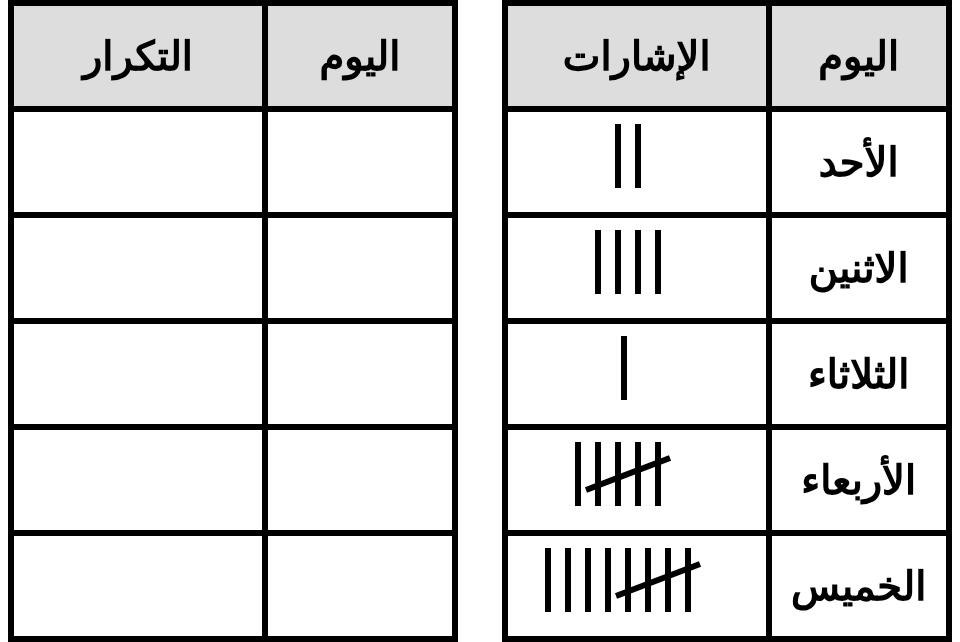 اليوم الإشارات
الأحد
الاثنين
الثلاثاء
الأربعاء
الخميس
اليوم التكرار